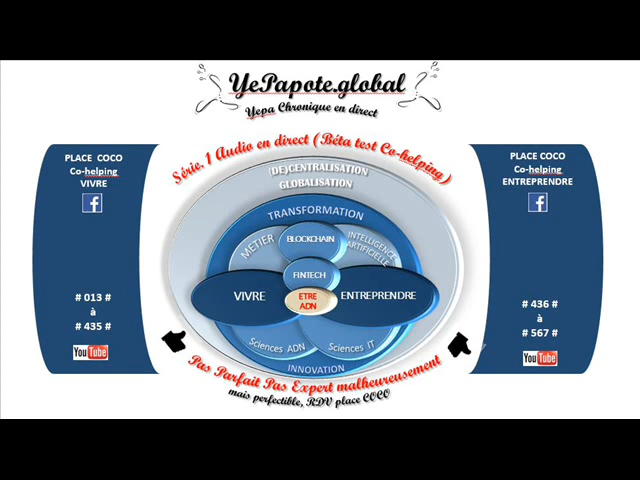 YePapote.global
Yepa Chronique en direct
Série, 1 Audio en direct (Béta test Co-helping)
PLACE COCO
Co-helping
VIVRE
# 013 #
à
# 435 #
YouTube
(DE)CENTRALISATION
GLOBALISATION
TRANSFORMATION
METIER
BLOCKCHAIN
INTELLIGENCE
ARTIFICIELLE
FINTECH
VIVRE
ETRE
ADN
ENTREPRENDRE
Sciences ADN
Sciences IT
INNOVATION
PLACE COCO
Co-helping
ENTREPRENDRE
# 436 #
à
# 567 #
YouTube
Pas Parfait Pas Expert malheureusement
mais perfectible, RDV place COCO